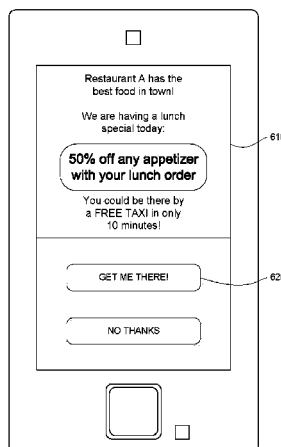 Restaurant A has the
best food in town!
We are having a lunch
special today:
50% off any appetizer
with your lunch order
You could be there by
a FREE TAXI in only
10 minutes!
GET ME THERE!
NO THANKS